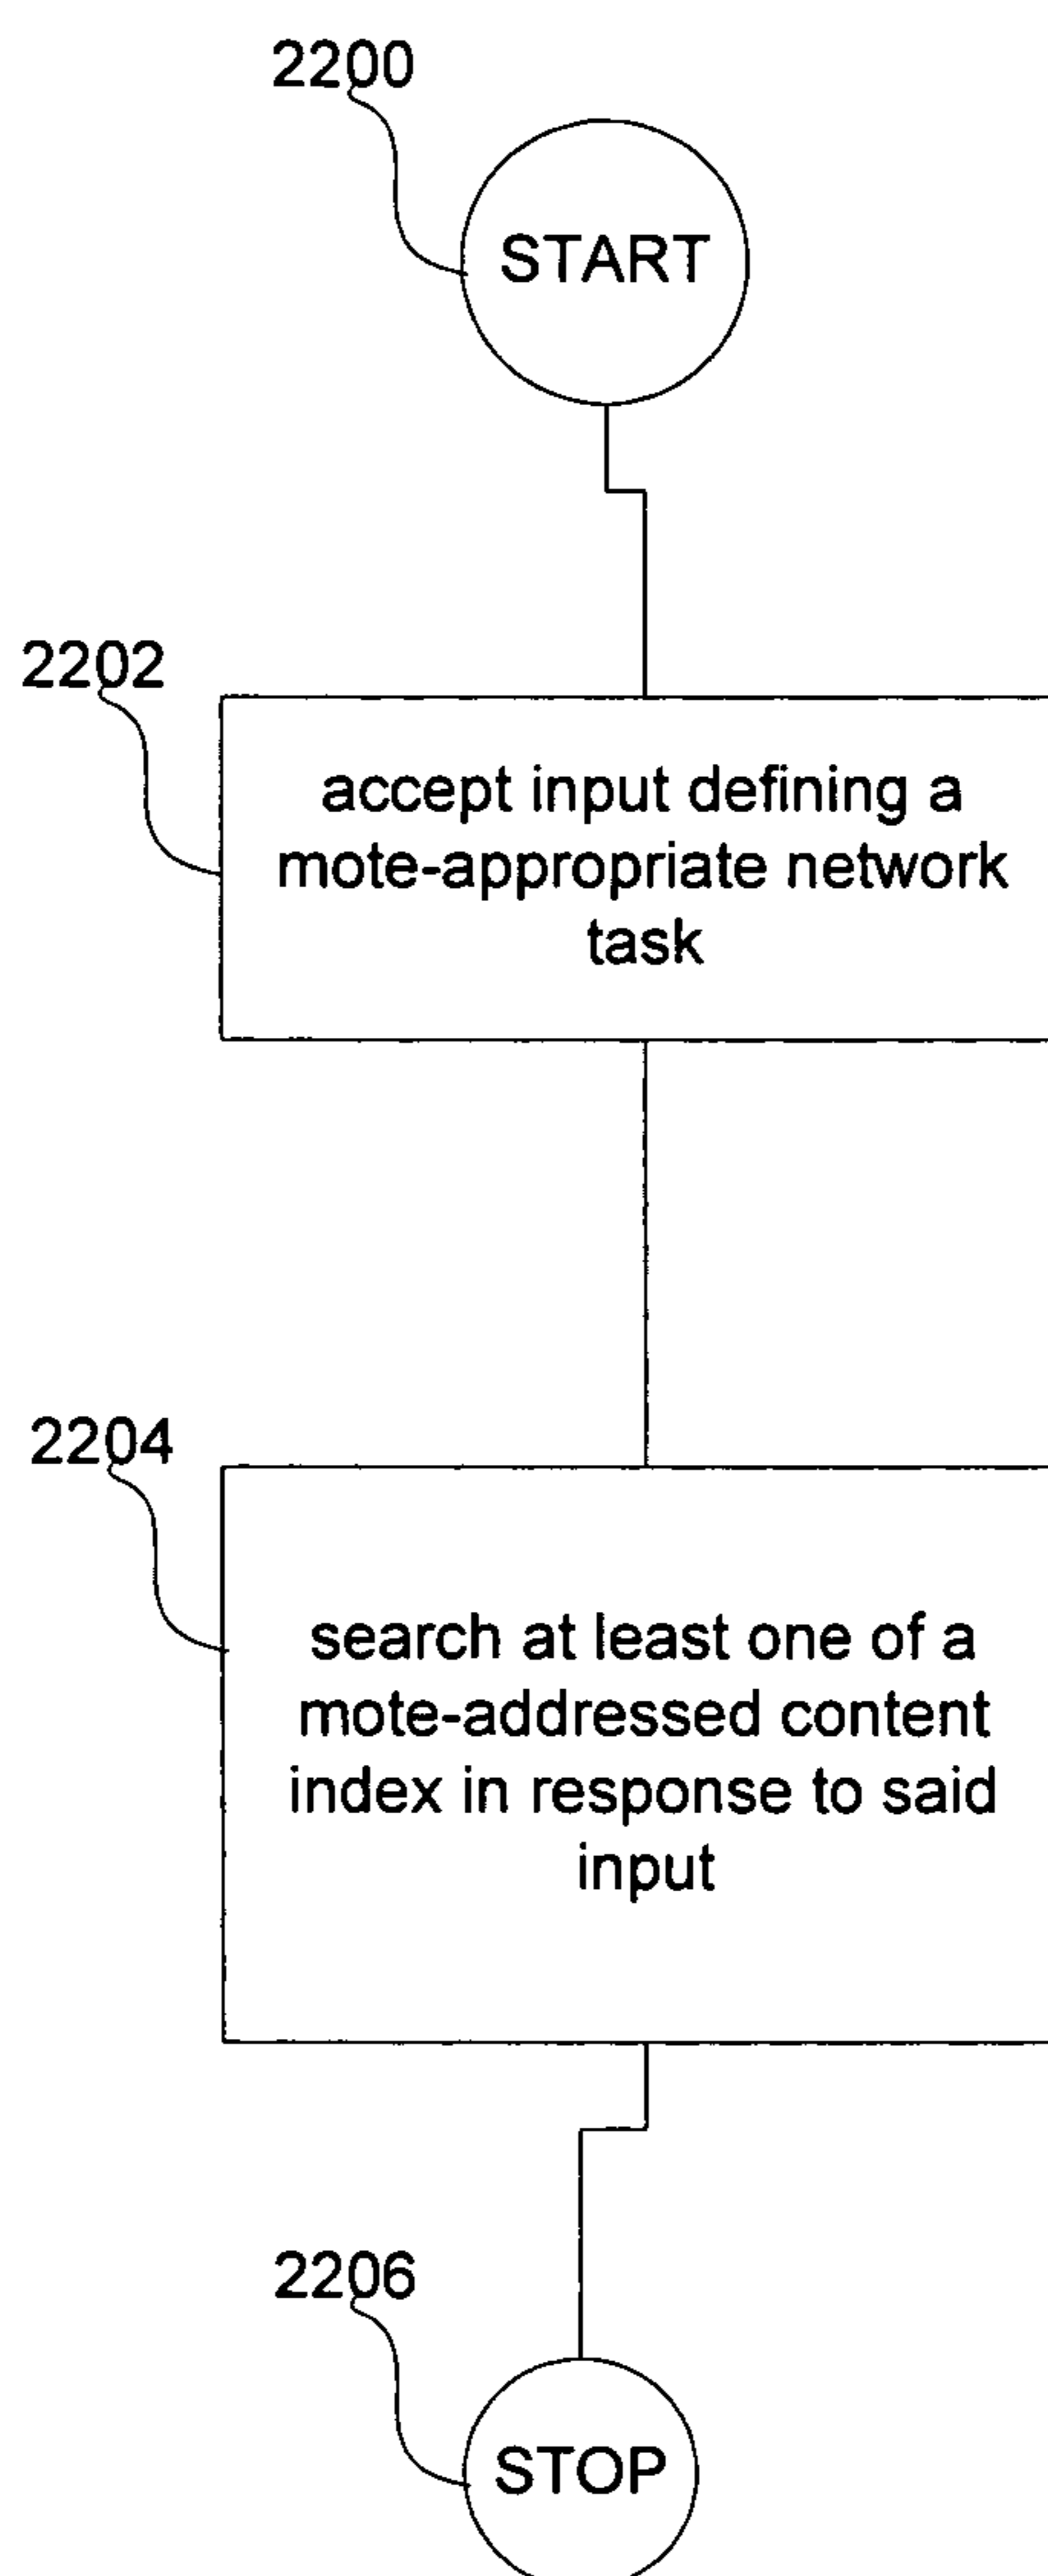 2200
START
2202
accept input defining a
mote-appropriate network
task
2204
search at least one of a
mote-addressed content
index in response to said
input
2206
STOP